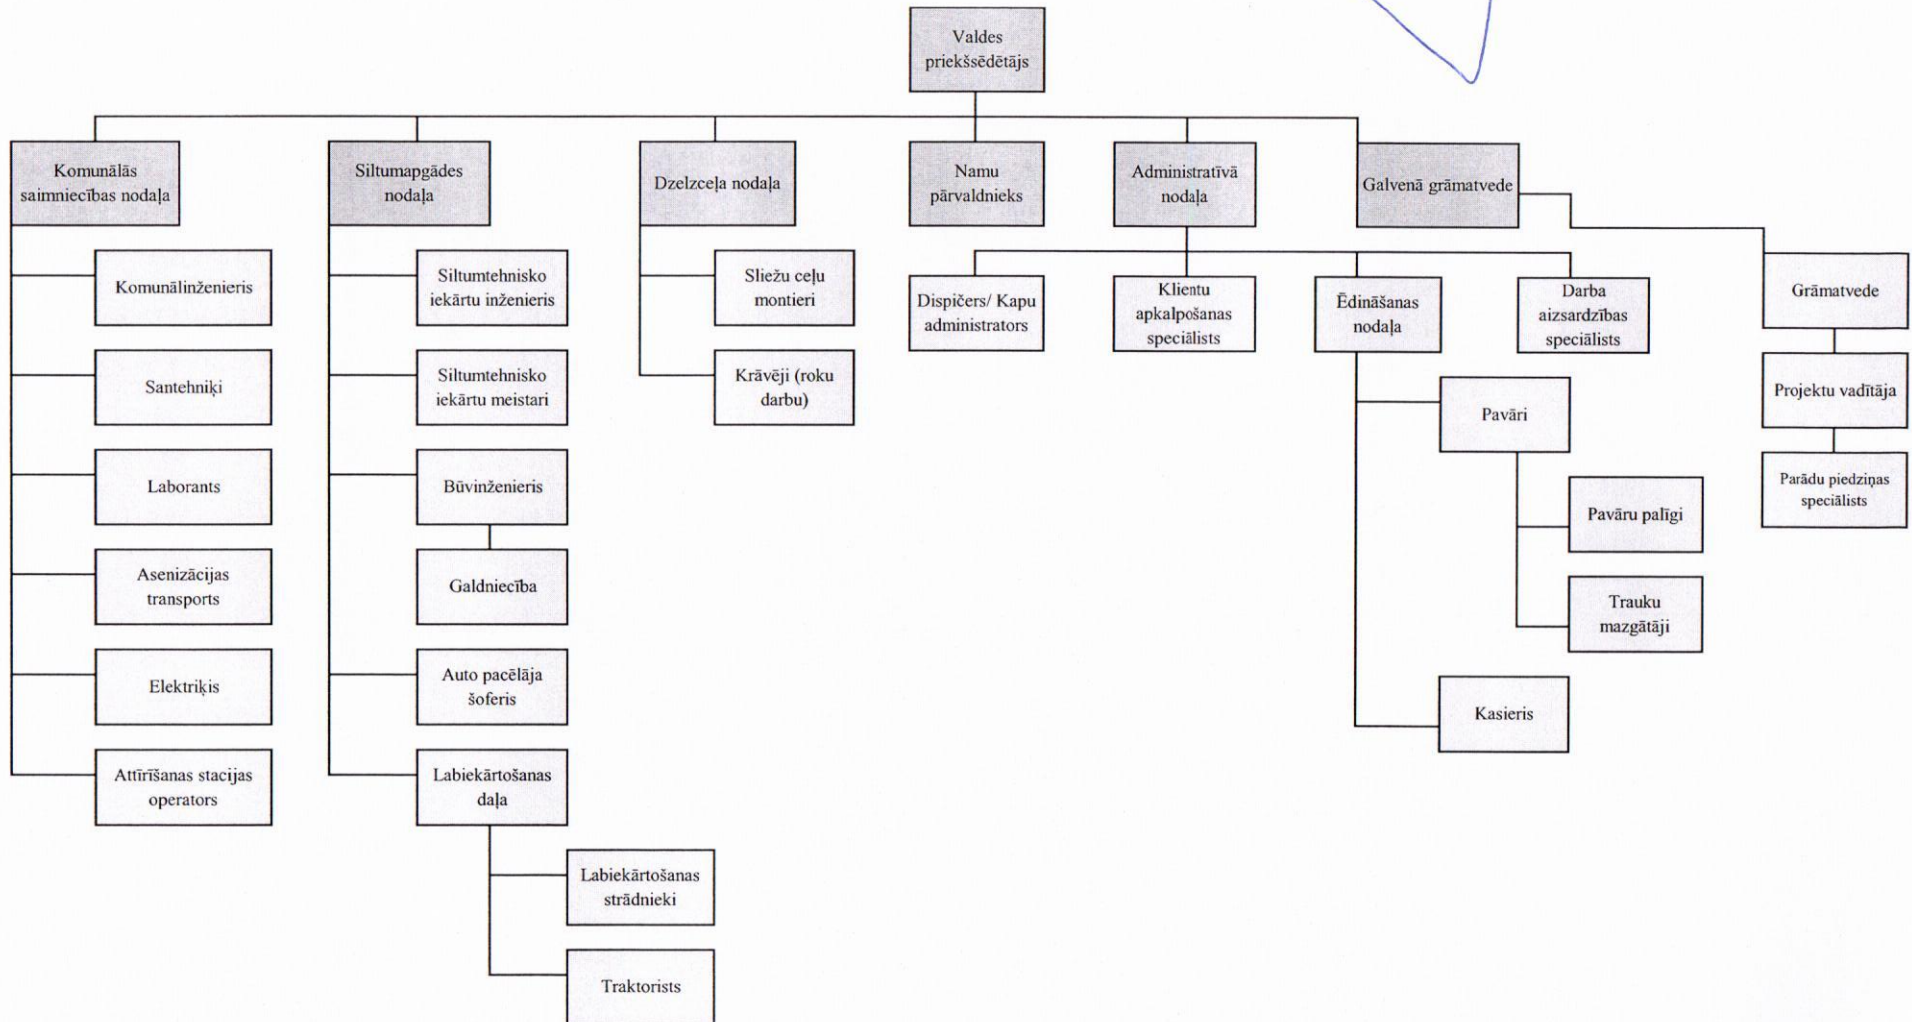 Valdes
priekšsēdētājs
Komunālās
saimniecības nodaļa
Siltumapgādes
nodaļa
Dzelzceļa nodaļa
Namu
pārvaldnieks
Administratīvā
nodaļa
Galvenā grāmatvede
Komunālinženieris
Santehniķi
Laborants
Asenizācijas
transports
Elektriķis
Attīrīšanas stacijas
operators
Siltumtehnisko
iekārtu inženieris
Siltumtehnisko
iekārtu meistari
Būvinženieris
Galdniecība
Auto pacēlāja
šoferis
Labiekārtošanas
daļa
Labiekārtošanas
strādnieki
Traktorists
Sliežu ceļu
montieri
Krāvēji (roku
darbu)
Dispičers/ Kapu
administrators
Klientu
apkalpošanas
speciālists
Ēdināšanas
nodaļa
Darba
aizsardzības
speciālists
Pavāri
Pavāru palīgi
Trauku
mazgātāji
Kasieris
Grāmatvede
Projektu vadītāja
Parādu piedziņas
speciālists